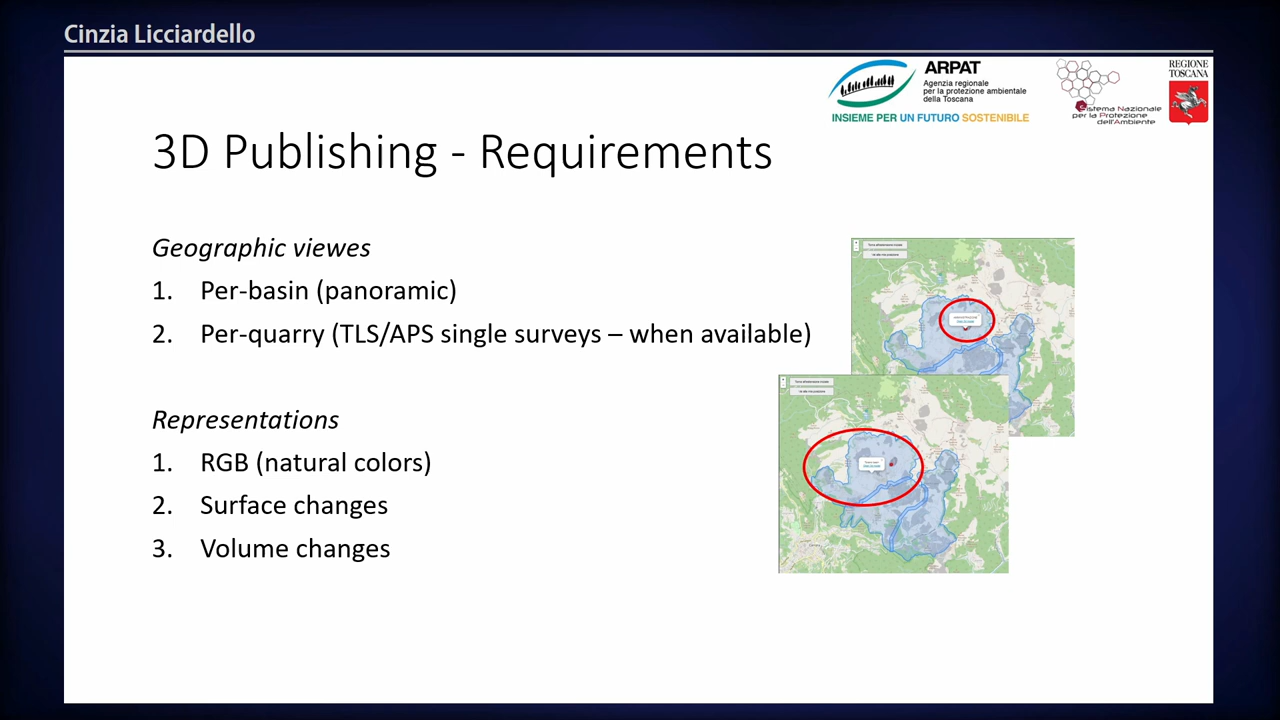 Cinzia Licciardello
ARPAT
Agenzia regionale
per la protezione ambientale
della Toscana
INSIEME PER UN FUTURO SOSTENIBILE
Sistema Nazionale
per la Protezione
dell'Ambiente
REGIONE
TOSCANA
3D Publishing - Requirements
Geographic viewes
1. Per-basin (panoramic)
2. Per-quarry (TLS/APS single surveys – when available)
Representations
1. RGB (natural colors)
2. Surface changes
3. Volume changes